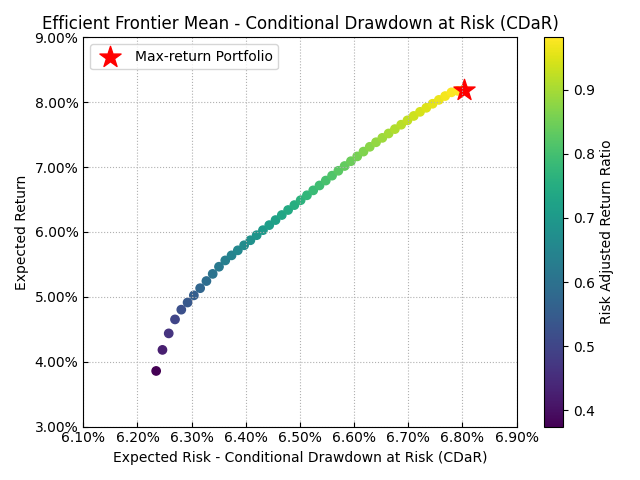 Efficient Frontier Mean - Conditional Drawdown at Risk (CDaR)
Max-return Portfolio
9.00%
8.00%
7.00%
6.00%
5.00%
4.00%
3.00%
Expected Return
6.10% 6.20% 6.30% 6.40% 6.50% 6.60% 6.70% 6.80% 6.90%
Expected Risk - Conditional Drawdown at Risk (CDaR)
0.9
0.8
0.7
0.6
0.5
0.4
Risk Adjusted Return Ratio